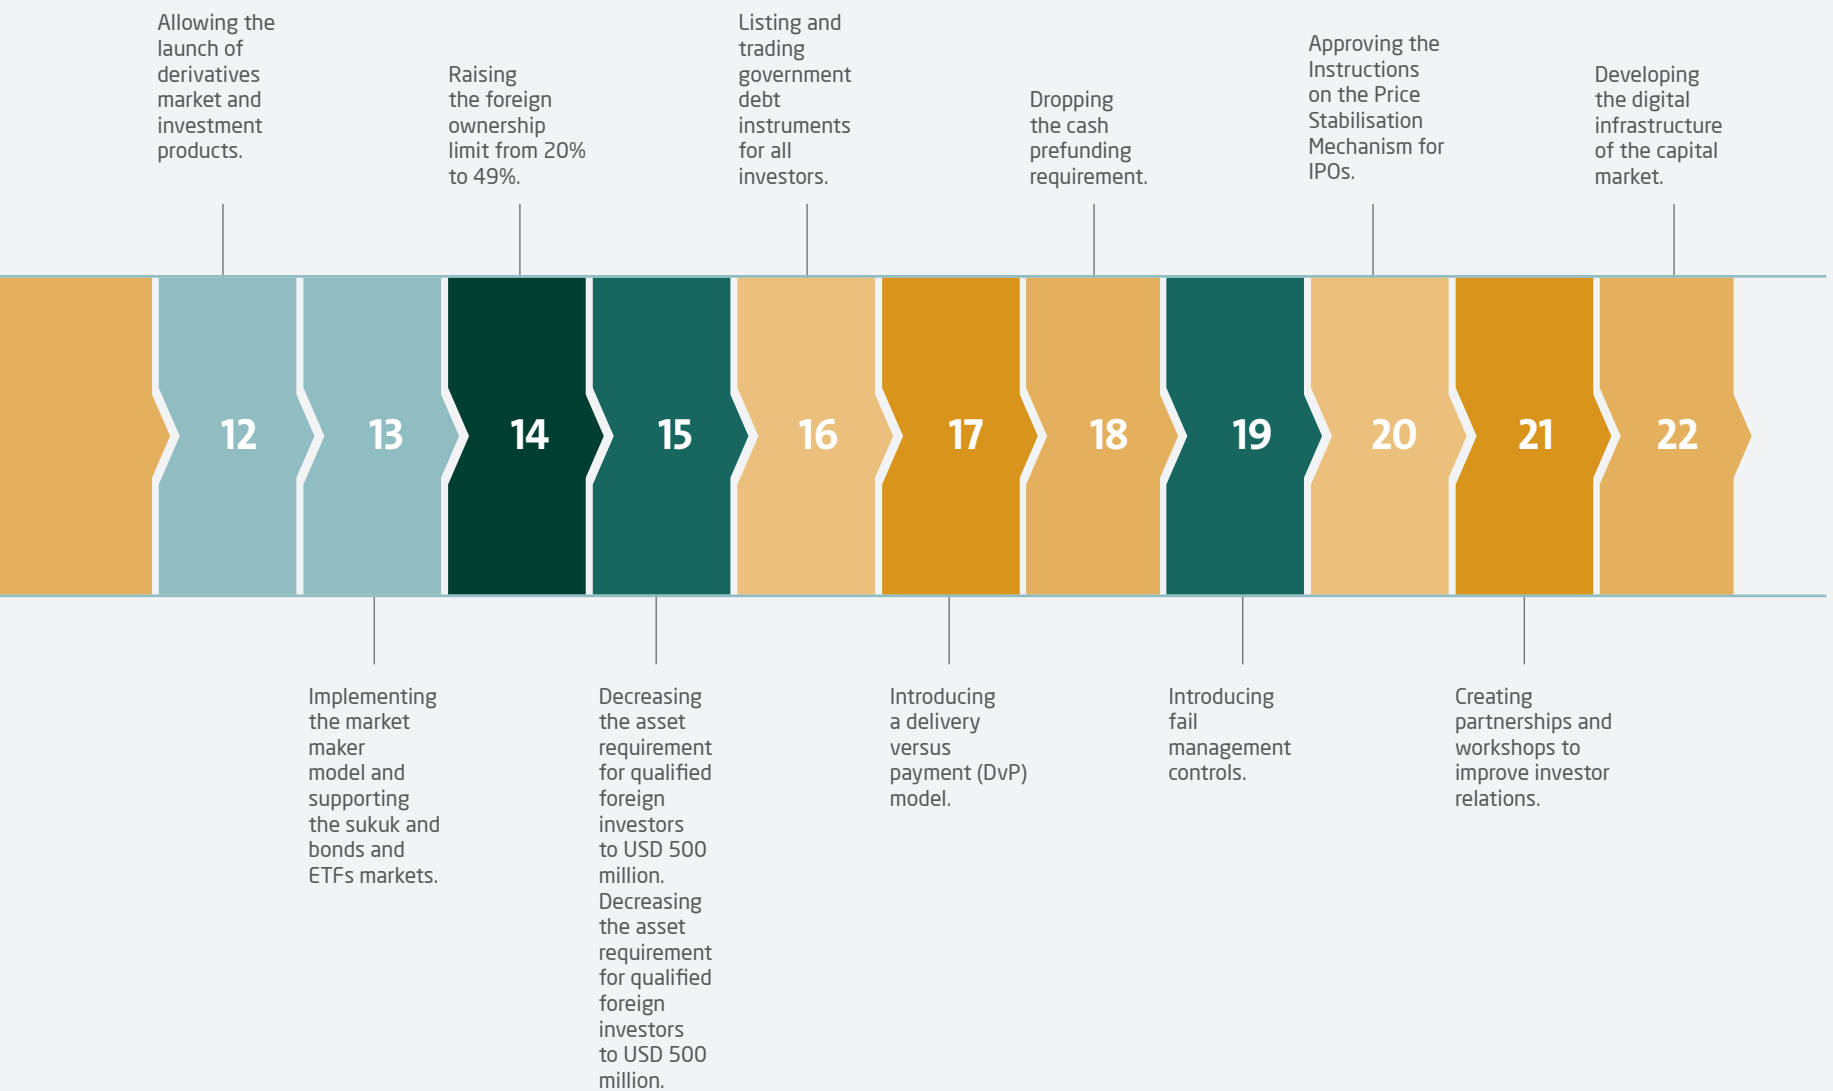 Allowing the
launch of
derivatives
market and
investment
products.
Raising
the foreign
ownership
limit from 20%
to 49%.
Listing and
trading
government
debt
instruments
for all
investors.
Dropping
the cash
prefunding
requirement.
Approving the
Instructions
on the Price
Stabilisation
Mechanism for
IPOs.
Developing
the digital
infrastructure
of the capital
market.
12
13
14
15
16
17
18
19
20
21
22
Implementing
the market
maker
model and
supporting
the sukuk and
bonds and
ETFs markets.
Decreasing
the asset
requirement
for qualified
foreign
investors
to USD 500
million.
Decreasing
the asset
requirement
for qualified
foreign
investors
to USD 500
million.
Introducing
a delivery
versus
payment (DvP)
model.
Introducing
fail
management
controls.
Creating
partnerships and
workshops to
improve investor
relations.